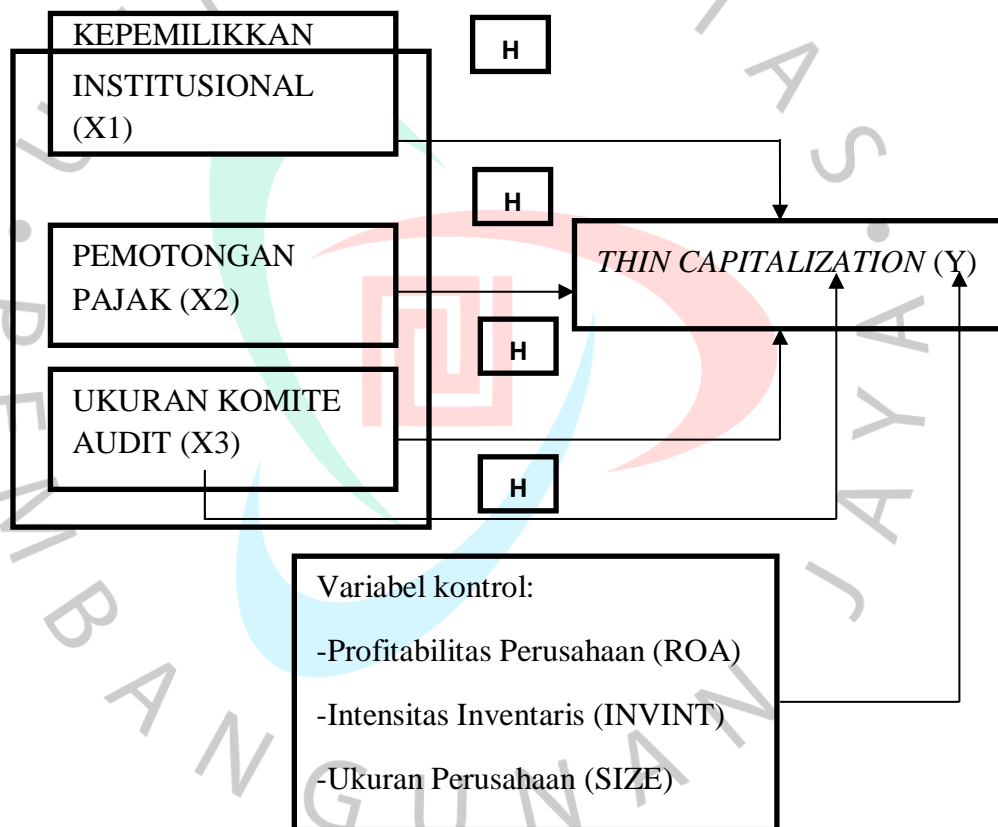 KEPEMILIKKAN
INSTITUSIONAL
(X1)
H
H
PEMOTONGAN
PAJAK (X2)
THIN CAPITALIZATION (Y)
H
UKURAN KOMITE
AUDIT (X3)
H
Variabel kontrol:
-Profitabilitas Perusahaan (ROA)
-Intensitas Inventaris (INVINT)
-Ukuran Perusahaan (SIZE)